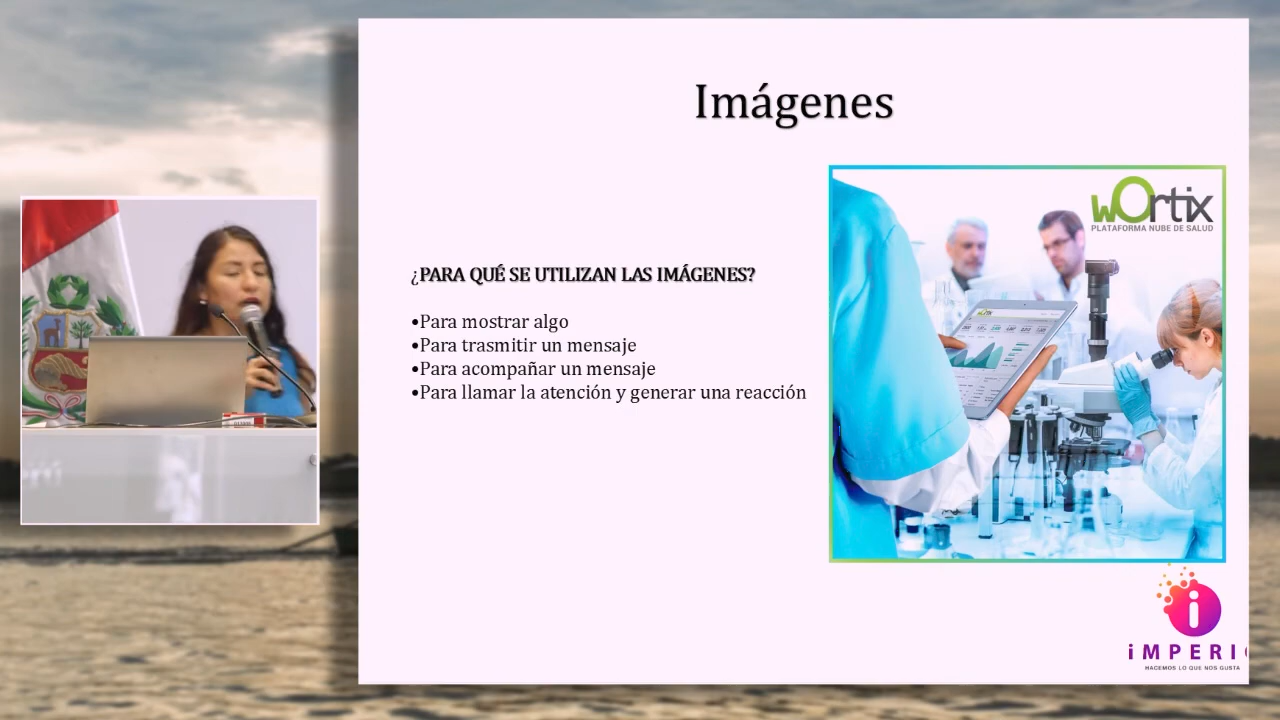 Imágenes
¿PARA QUÉ SE UTILIZAN LAS IMÁGENES?
•Para mostrar algo
•Para trasmitir un mensaje
•Para acompañar un mensaje
•Para llamar la atención y generar una reacción
wOrtix
PLATAFORMA NUBE DE SALUD
iMPERI
HACEMOS LO QUE NOS GUSTA